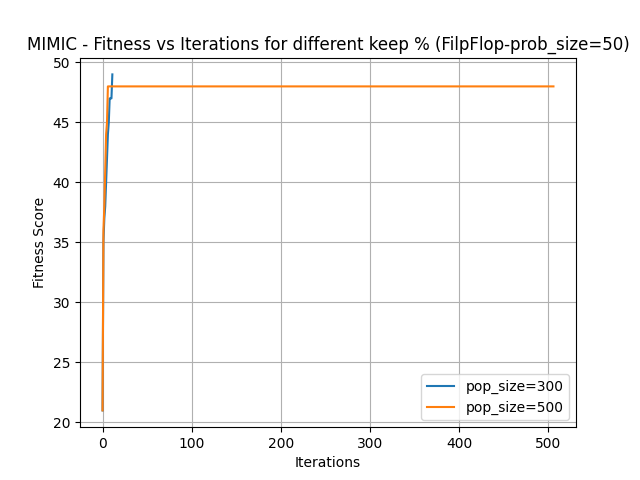 MIMIC - Fitness vs Iterations for different keep % (FilpFlop-prob_size=50)
50
45
40
35
30
25
20
Fitness Score
0 100 200 300 400 500
Iterations
pop_size=300
pop_size=500